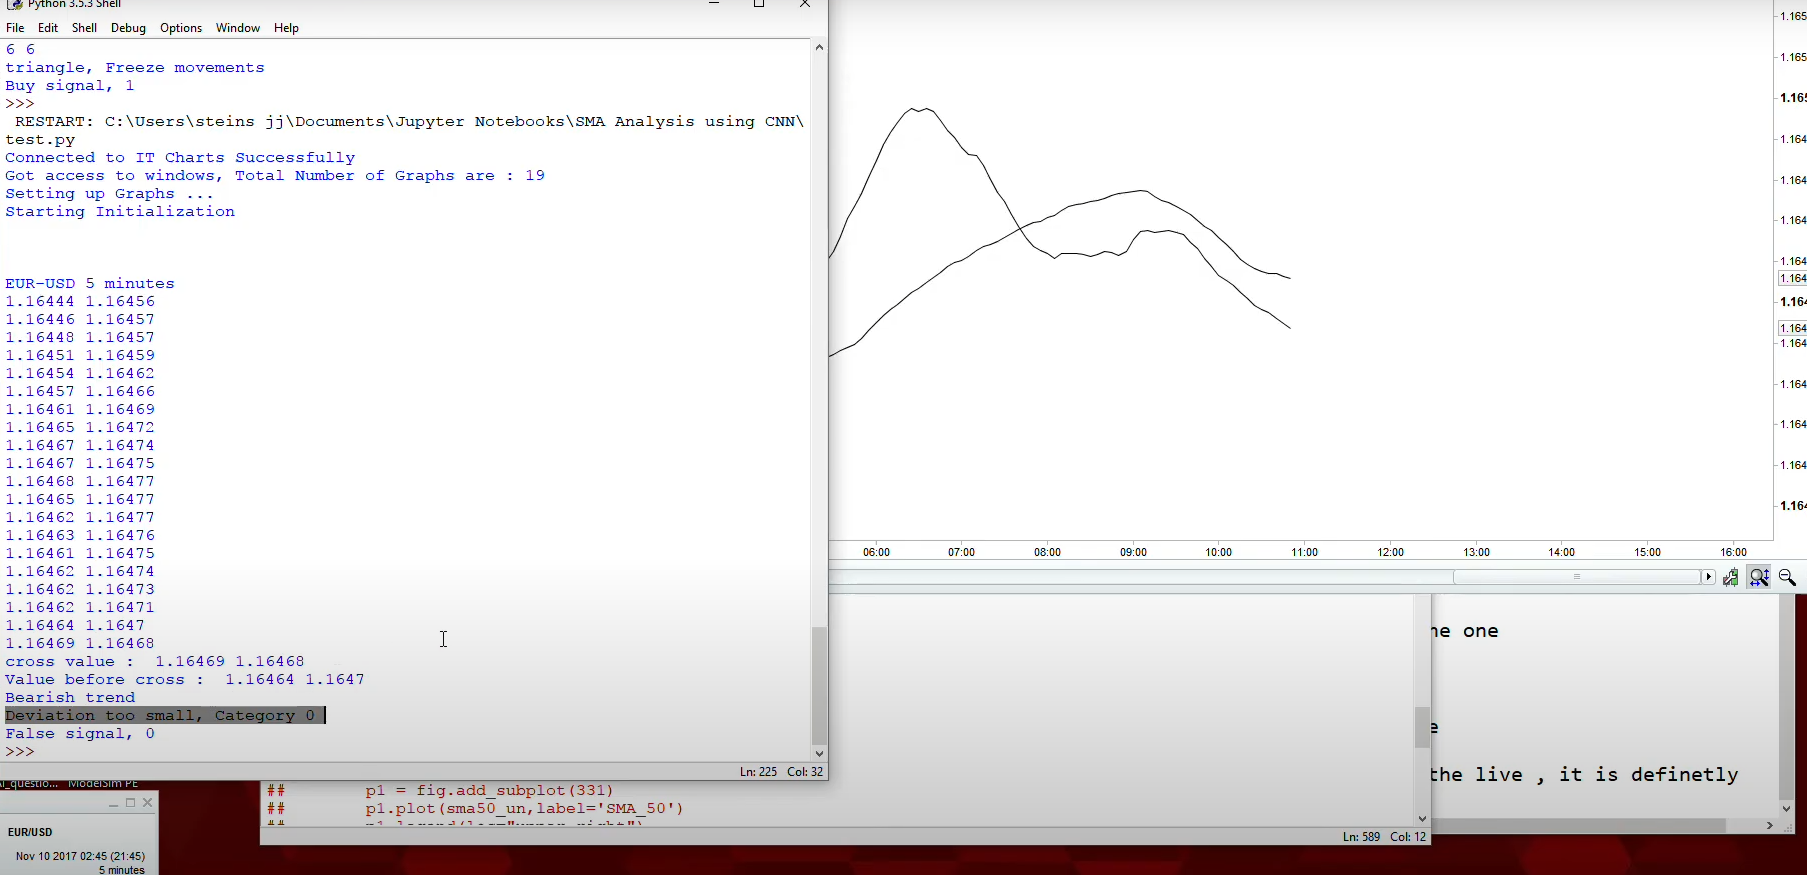 Python 3.5.3 Shell
File Edit Shell Debug Options Window Help
6 6
triangle, Freeze movements
Buy signal, 1
>>>
RESTART: C:\Users\steins jj\Documents\Jupyter Notebooks\SMA Analysis using CNN\
test.py
Connected to IT Charts Successfully
Got access to windows, Total Number of Graphs are : 19
Setting up Graphs ...
Starting Initialization
EUR-USD 5 minutes
1.16444 1.16456
1.16446 1.16457
1.16448 1.16457
1.16451 1.16459
1.16454 1.16462
1.16457 1.16466
1.16461 1.16469
1.16465 1.16472
1.16467 1.16474
1.16467 1.16475
1.16468 1.16477
1.16465 1.16477
1.16462 1.16477
1.16463 1.16476
1.16461 1.16475
1.16462 1.16474
1.16462 1.16473
1.16462 1.16471
1.16464 1.1647
1.16469 1.16468
cross value :  1.16469 1.16468
Value before cross :  1.16464 1.1647
Bearish trend
Deviation too small, Category 0
False signal, 0
>>>
Ln: 225 Col: 32
1.165
1.165
1.165
1.164
1.164
1.164
1.164
1.164
1.164
1.164
1.164
1.164
1.164
1.164
1.164
06:00 07:00 08:00 09:00 10:00 11:00 12:00 13:00 14:00 15:00 16:00
he one
e
the live , it is definetly
ModelSim PE
## p1 = fig.add_subplot(331)
## p1.plot(sma50_un,label='SMA_50')
Ln: 589 Col: 12
EUR/USD
Nov 10 2017 02:45 (21:45)
5 minutes